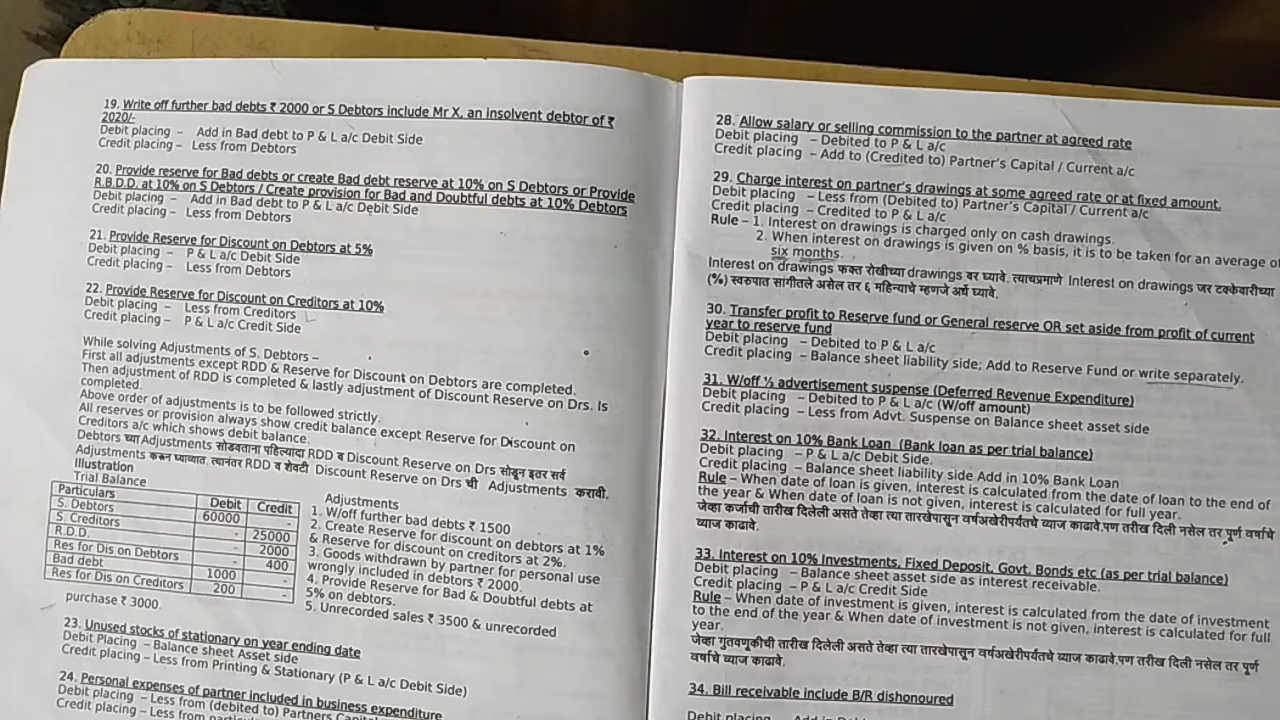 19. Write off further bad debts ₹ 2000 or S Debtors include Mr X, an insolvent debtor of ₹
2020/-
Debit placing – Add in Bad debt to P & L a/c Debit Side
Credit placing – Less from Debtors
20. Provide reserve for Bad debts or create Bad debt reserve at 10% on S Debtors or Provide
R.B.D.D. at 10% on S Debtors / Create provision for Bad and Doubtful debts at 10% Debtors
Debit placing – Add in Bad debt to P & L a/c Debit Side
Credit placing – Less from Debtors
21. Provide Reserve for Discount on Debtors at 5%
Debit placing – P & L a/c Debit Side
Credit placing – Less from Debtors
22. Provide Reserve for Discount on Creditors at 10%
Debit placing – Less from Creditors
Credit placing – P & L a/c Credit Side
While solving Adjustments of S. Debtors –
First all adjustments except RDD & Reserve for Discount on Debtors are completed.
Then adjustment of RDD is completed & lastly adjustment of Discount Reserve on Drs. Is
completed.
Above order of adjustments is to be followed strictly.
All reserves or provision always show credit balance except Reserve for Discount on
Creditors a/c which shows debit balance.
Debtors च्या Adjustments सोडवताना पहिल्यांदा RDD व Discount Reserve on Drs सोडून इतर सर्व
Adjustments करून घ्याव्यात. त्यानंतर RDD व शेवटी Discount Reserve on Drs ची Adjustments करावी.
Illustration
Trial Balance
Particulars Debit Credit
S. Debtors 60000 -
S. Creditors - 25000
R.D.D. - 2000
Res for Dis on Debtors - 400
Bad debt 1000 -
Res for Dis on Creditors 200 -
Adjustments
1. W/off further bad debts ₹ 1500
2. Create Reserve for discount on debtors at 1%
& Reserve for discount on creditors at 2%.
3. Goods withdrawn by partner for personal use
wrongly included in debtors ₹ 2000.
4. Provide Reserve for Bad & Doubtful debts at
5% on debtors.
5. Unrecorded sales ₹ 3500 & unrecorded
purchase ₹ 3000.
23. Unused stocks of stationary on year ending date
Debit Placing – Balance sheet Asset side
Credit placing – Less from Printing & Stationary (P & L a/c Debit Side)
24. Personal expenses of partner included in business expenditure
Debit placing – Less from (debited to) Partners
Credit placing – Less from
28. Allow salary or selling commission to the partner at agreed rate
Debit placing – Debited to P & L a/c
Credit placing – Add to (Credited to) Partner's Capital / Current a/c
29. Charge interest on partner's drawings at some agreed rate or at fixed amount.
Debit placing – Less from (Debited to) Partner's Capital / Current a/c
Credit placing – Credited to P & L a/c
Rule – 1. Interest on drawings is charged only on cash drawings.
2. When interest on drawings is given on % basis, it is to be taken for an average of
six months.
Interest on drawings फक्त रोखीच्या drawings वर घ्यावे. त्याचप्रमाणे Interest on drawings जर टक्केवारीच्या
(%) स्वरुपात सांगीतले असेल तर ६ महिन्याचे म्हणजे अर्धे घ्यावे.
30. Transfer profit to Reserve fund or General reserve OR set aside from profit of current
year to reserve fund
Debit placing – Debited to P & L a/c
Credit placing – Balance sheet liability side; Add to Reserve Fund or write separately.
31. W/off ⅓ advertisement suspense (Deferred Revenue Expenditure)
Debit placing – Debited to P & L a/c (W/off amount)
Credit placing – Less from Advt. Suspense on Balance sheet asset side
32. Interest on 10% Bank Loan (Bank loan as per trial balance)
Debit placing – P & L a/c Debit Side.
Credit placing – Balance sheet liability side Add in 10% Bank Loan
Rule – When date of loan is given, interest is calculated from the date of loan to the end of
the year & When date of loan is not given, interest is calculated for full year.
जेव्हा कर्जाची तारीख दिलेली असते तेव्हा त्या तारखेपासून वर्षअखेरीपर्यतचे व्याज काढावे.पण तरीख दिली नसेल तर पूर्ण वर्षाचे
व्याज काढावे.
33. Interest on 10% Investments, Fixed Deposit, Govt. Bonds etc (as per trial balance)
Debit placing – Balance sheet asset side as interest receivable.
Credit placing – P & L a/c Credit Side
Rule – When date of investment is given, interest is calculated from the date of investment
to the end of the year & When date of investment is not given, interest is calculated for full
year.
जेव्हा गुंतवणूकीची तारीख दिलेली असते तेव्हा त्या तारखेपासून वर्षअखेरीपर्यतचे व्याज काढावे.पण तरीख दिली नसेल तर पूर्ण
वर्षाचे व्याज काढावे.
34. Bill receivable include B/R dishonoured
Debit placing